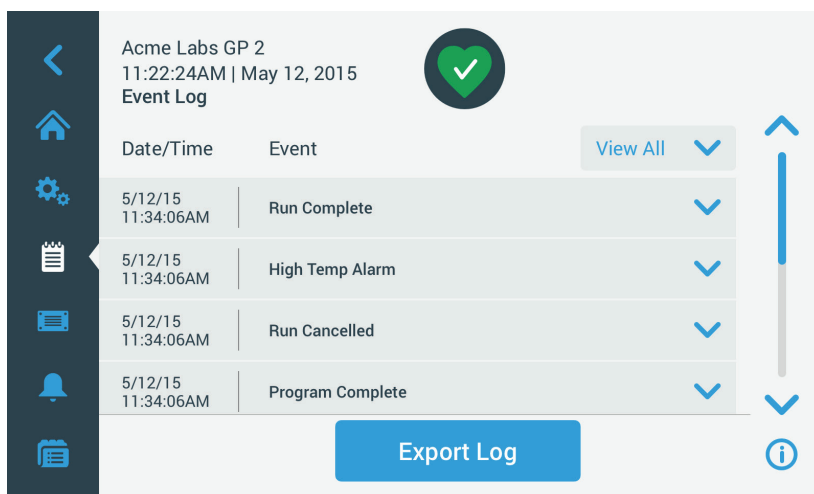 Acme Labs GP 2
11:22:24AM | May 12, 2015
Event Log
Date/Time Event View All
5/12/15
11:34:06AM
Run Complete
5/12/15
11:34:06AM
High Temp Alarm
5/12/15
11:34:06AM
Run Cancelled
5/12/15
11:34:06AM
Program Complete
Export Log